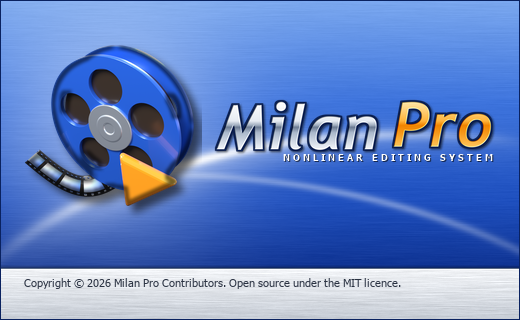 Milan Pro
NONLINEAR EDITING SYSTEM
Copyright © 2026 Milan Pro Contributors. Open source under the MIT licence.